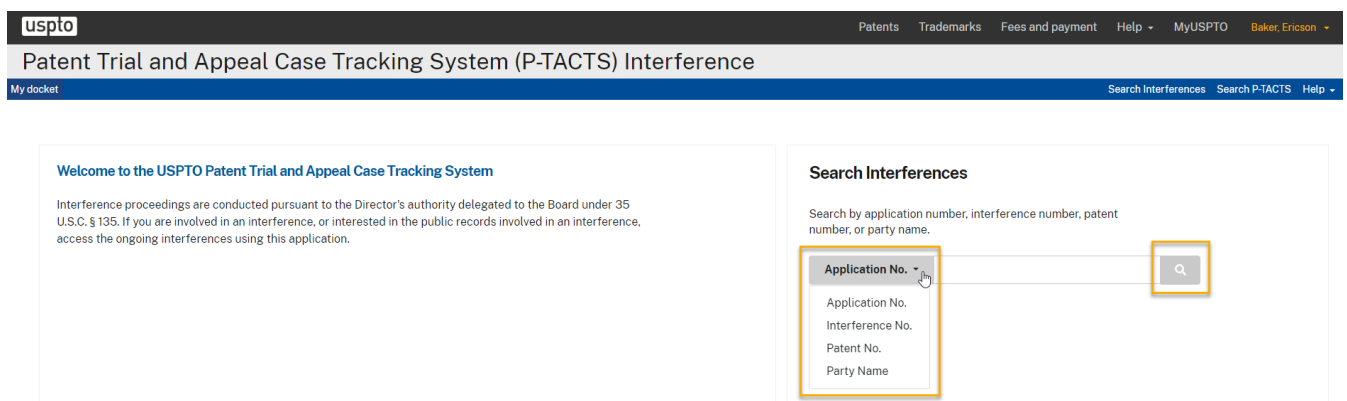 uspto
Patents Trademarks Fees and payment Help MyUSPTO Baker, Ericson
Patent Trial and Appeal Case Tracking System (P-TACTS) Interference
My docket
Search Interferences Search P-TACTS Help
Welcome to the USPTO Patent Trial and Appeal Case Tracking System
Interference proceedings are conducted pursuant to the Director's authority delegated to the Board under 35
U.S.C. § 135. If you are involved in an interference, or interested in the public records involved in an interference,
access the ongoing interferences using this application.
Search Interferences
Search by application number, interference number, patent
number, or party name.
Application No.
Application No.
Interference No.
Patent No.
Party Name